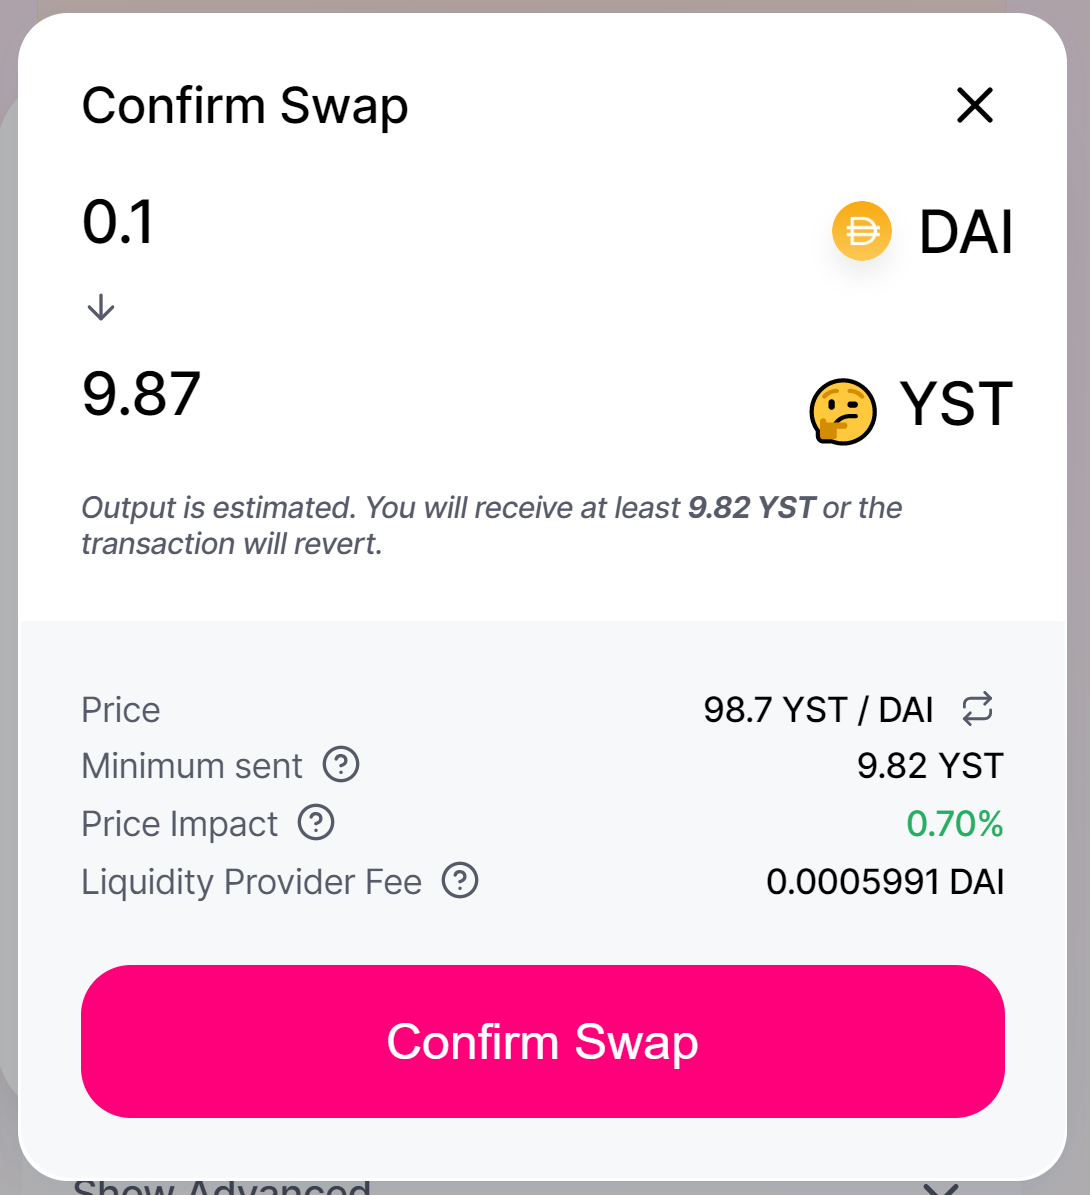 Confirm Swap
0.1 DAI
9.87 YST
Output is estimated. You will receive at least 9.82 YST or the
transaction will revert.
Price 98.7 YST / DAI
Minimum sent ? 9.82 YST
Price Impact ? 0.70%
Liquidity Provider Fee ? 0.0005991 DAI
Confirm Swap
Show Advanced